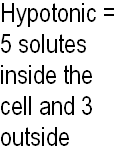 Hypotonic =
5 solutes
inside the
cell and 3
outside